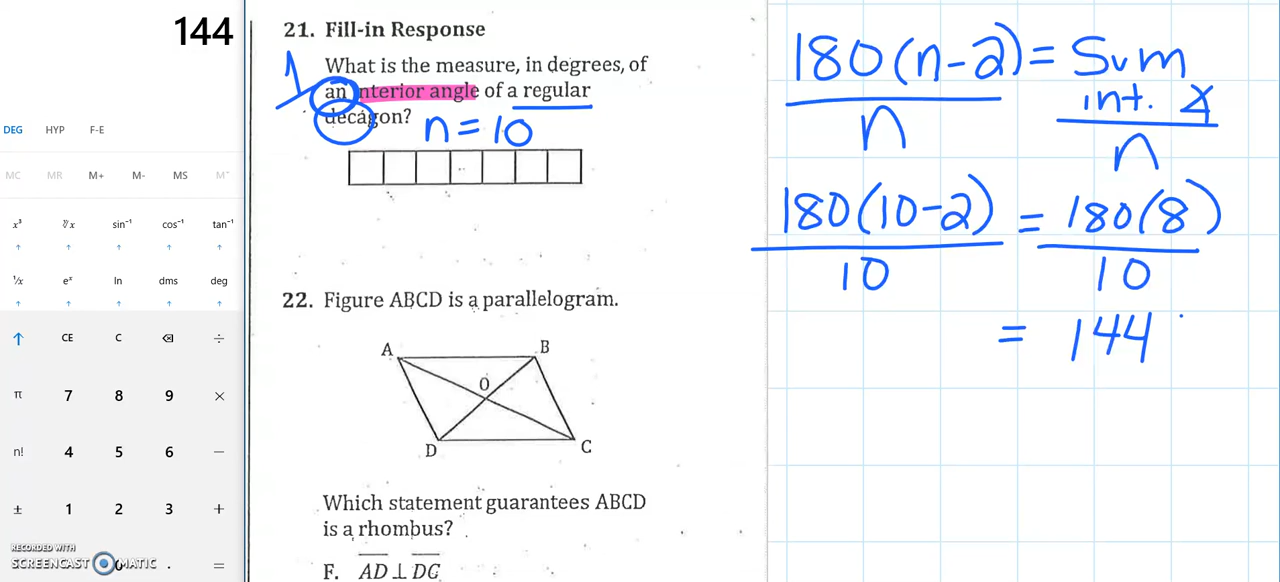 144
DEG HYP F-E
MC MR M+ M- MS
x³ ʸ√x sin⁻¹ cos⁻¹ tan⁻¹
¹/x eˣ ln dms deg
↑ CE C ⌫ ÷
π 7 8 9 ×
n! 4 5 6 −
± 1 2 3 +
. =
RECORDED WITH
SCREENCAST MATIC
21. Fill-in Response
What is the measure, in degrees, of
an interior angle of a regular
decagon?
1
n = 10
22. Figure ABCD is a parallelogram.
A B
O
D C
Which statement guarantees ABCD
is a rhombus?
F. AD ⊥ DC
180(n-2) = Sum
int. ∡
n n
180(10-2) = 180(8)
10 10
= 144